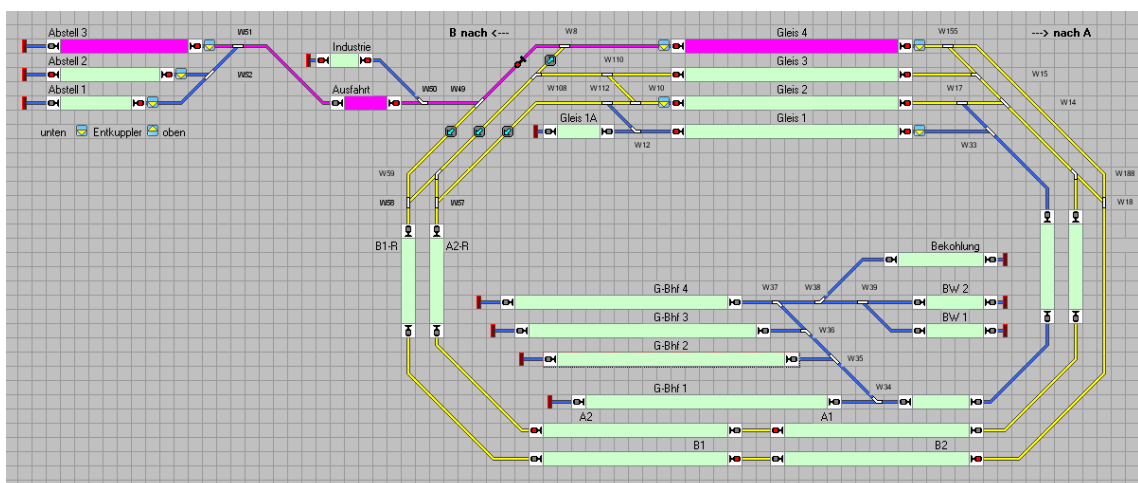 Abstell 3 W51 B nach <--- W8 Gleis 4 W155 ---> nach A
Industrie
Abstell 2 W52 W110 Gleis 3 W15
Abstell 1 Ausfahrt W50 W49 W108 W112 W10 Gleis 2 W17 W14
unten Entkuppler oben Gleis 1A Gleis 1
W12 W33
W59 W188
W58 W57 W18
B1-R A2-R Bekohlung
G-Bhf 4 W37 W38 W39 BW 2
G-Bhf 3 W36 BW 1
G-Bhf 2 W35
G-Bhf 1 W34
A2 A1
B1 B2